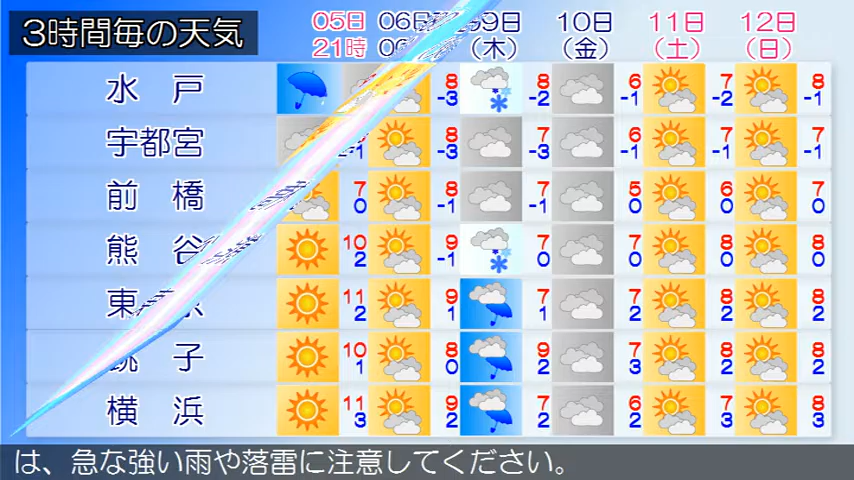 3時間毎の天気
05日 06日 9日 10日 11日 12日
21時 (木) (金) (土) (日)
水 戸 8 -3 8 -2 6 -1 7 -2 8 -1
宇都宮 -1 8 -3 7 -3 6 -1 7 -1 7 -1
前 橋 7 0 8 -1 7 -1 5 0 6 0 7 0
熊 谷 10 2 9 -1 7 0 7 0 8 0 8 0
東 11 2 9 1 7 1 7 2 8 2 8 2
子 10 1 8 0 9 2 7 3 8 2 8 2
横 浜 11 3 9 2 7 2 6 2 7 3 8 3
は、急な強い雨や落雷に注意してください。